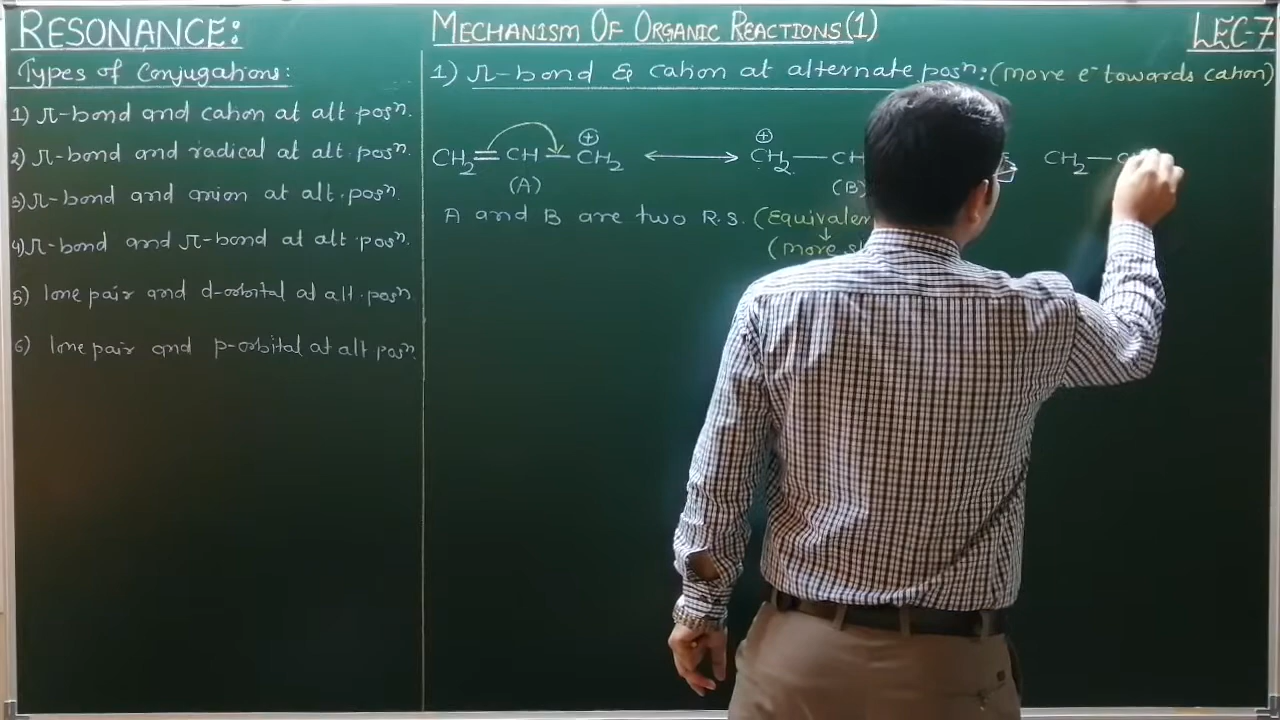 RESONANCE:
Types of Conjugations:
1) π-bond and cation at alt posⁿ.
2) π-bond and radical at alt. posⁿ.
3) π-bond and anion at alt. posⁿ.
4) π-bond and π-bond at alt. posⁿ.
5) lone pair and d-orbital at alt. posⁿ
6) lone pair and p-orbital at alt posⁿ.
MECHANISM OF ORGANIC REACTIONS(1)
LEC-7
1) π-bond & cation at alternate posⁿ: (more e⁻ towards cation)
CH₂=CH—CH₂ ⊕ ⟷ ⊕ CH₂—CH CH₂—
(A) (B)
A and B are two R.S. (Equivalen
↓
(more s